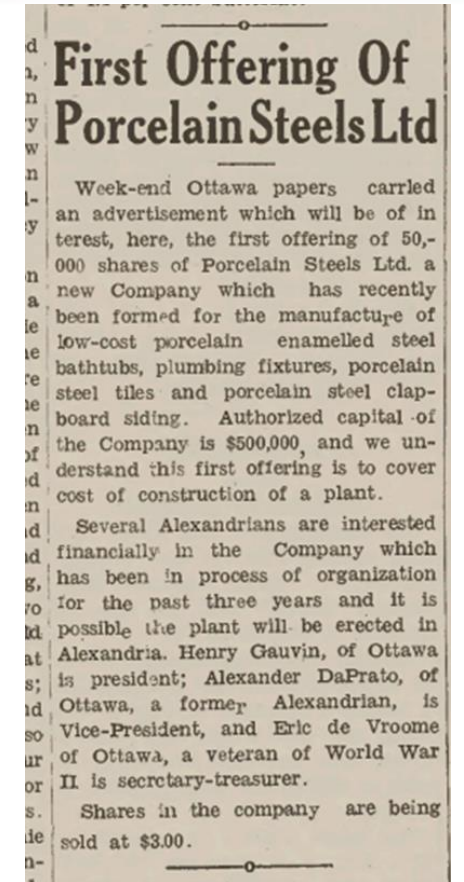 First Offering Of
Porcelain Steels Ltd
Week-end Ottawa papers carried
an advertisement which will be of in
terest, here, the first offering of 50,-
000 shares of Porcelain Steels Ltd. a
new Company which has recently
been formed for the manufacture of
low-cost porcelain enamelled steel
bathtubs, plumbing fixtures, porcelain
steel tiles and porcelain steel clap-
board siding. Authorized capital of
the Company is $500,000, and we un-
derstand this first offering is to cover
cost of construction of a plant.
Several Alexandrians are interested
financially in the Company which
has been in process of organization
for the past three years and it is
possible the plant will be erected in
Alexandria. Henry Gauvin, of Ottawa
is president; Alexander DaPrato, of
Ottawa, a former Alexandrian, is
Vice-President, and Eric de Vroome
of Ottawa, a veteran of World War
II is secretary-treasurer.
Shares in the company are being
sold at $3.00.